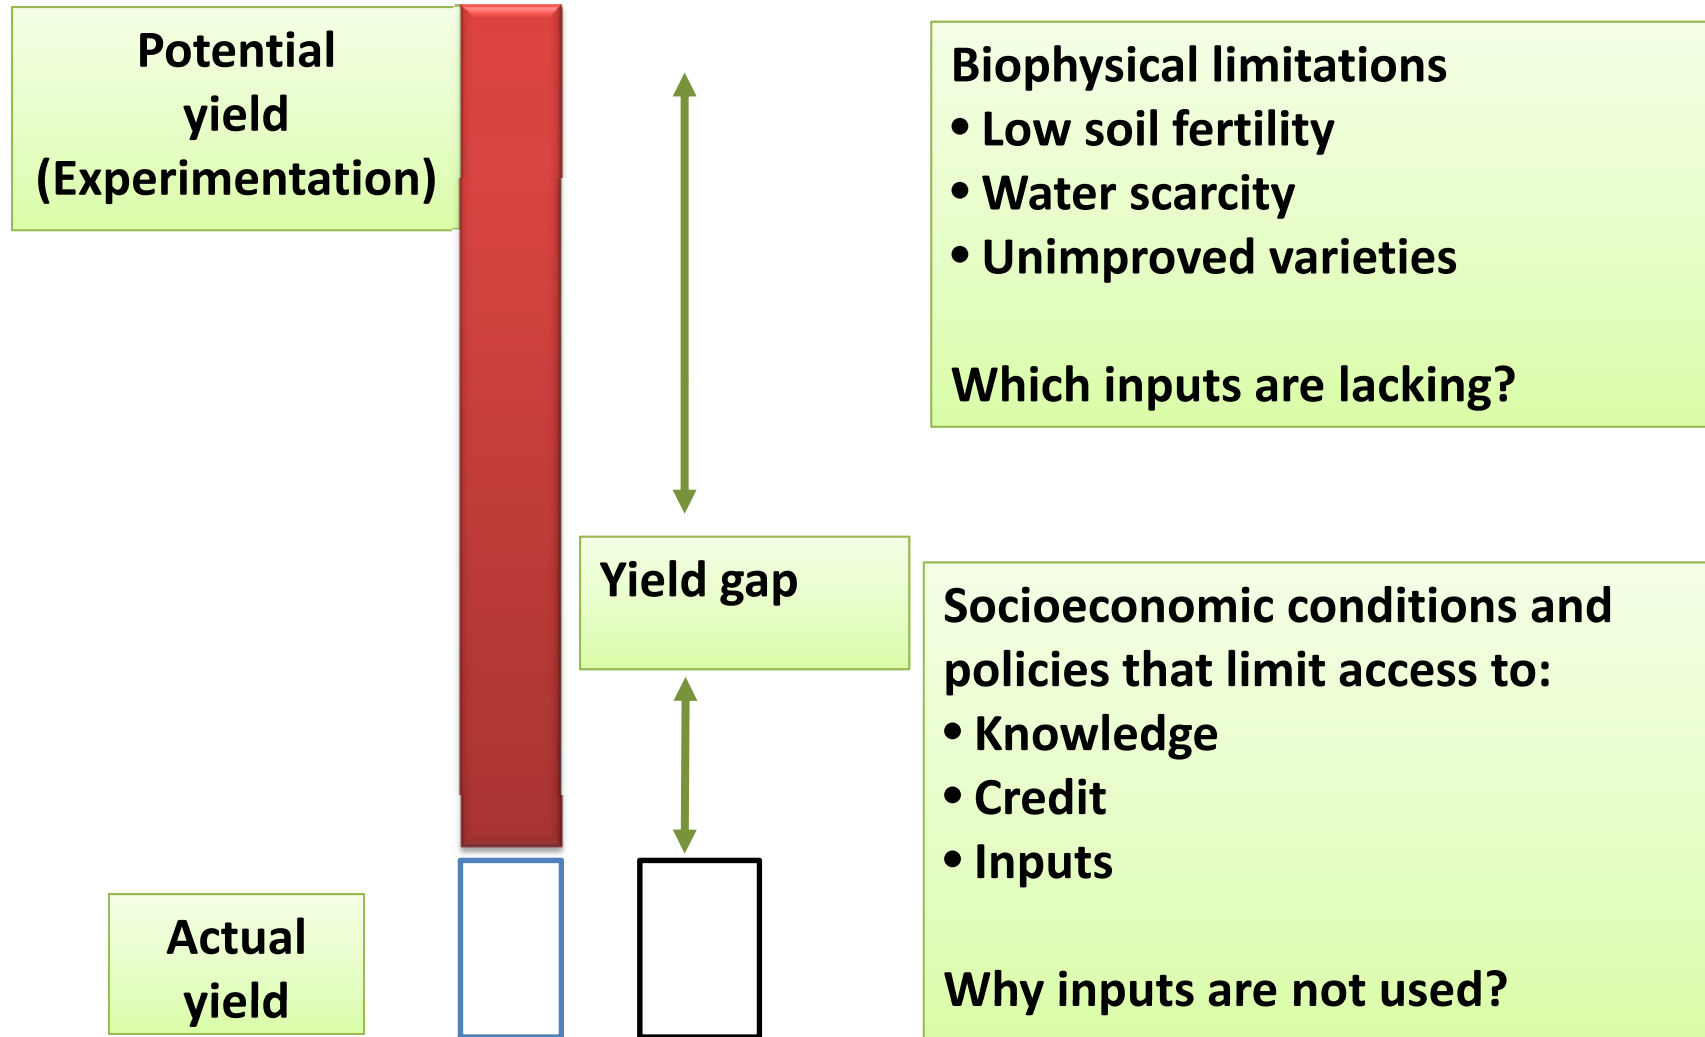 Potential
yield
(Experimentation)
Biophysical limitations
• Low soil fertility
• Water scarcity
• Unimproved varieties
Which inputs are lacking?
Yield gap
Socioeconomic conditions and
policies that limit access to:
• Knowledge
• Credit
• Inputs
Why inputs are not used?
Actual
yield